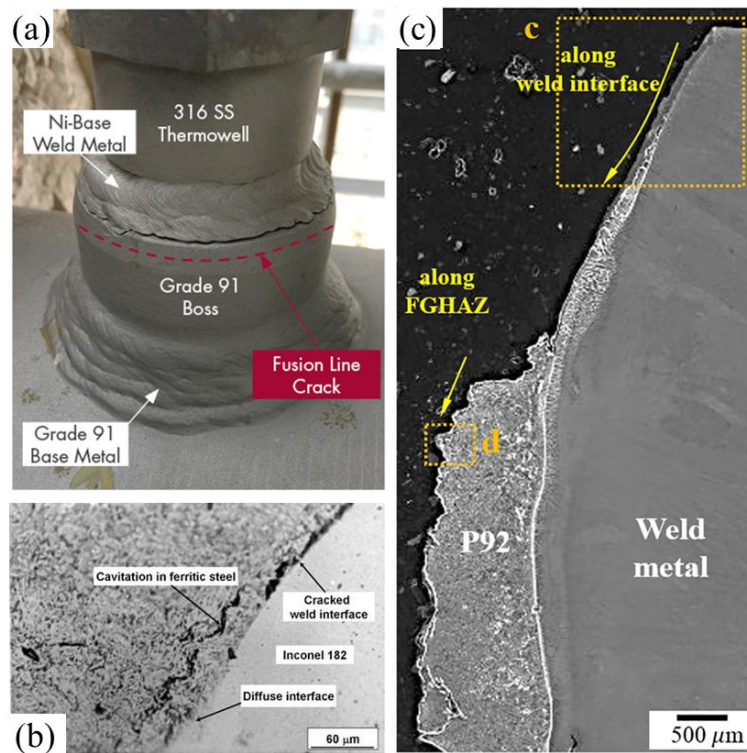 (a)
316 SS
Thermowell
Ni-Base
Weld Metal
Grade 91
Boss
Fusion Line
Crack
Grade 91
Base Metal
Cavitation in ferritic steel
Cracked
weld interface
Inconel 182
Diffuse interface
(b)
60 μm
(c)
c
along
weld interface
along
FGHAZ
d
P92
Weld
metal
500 μm